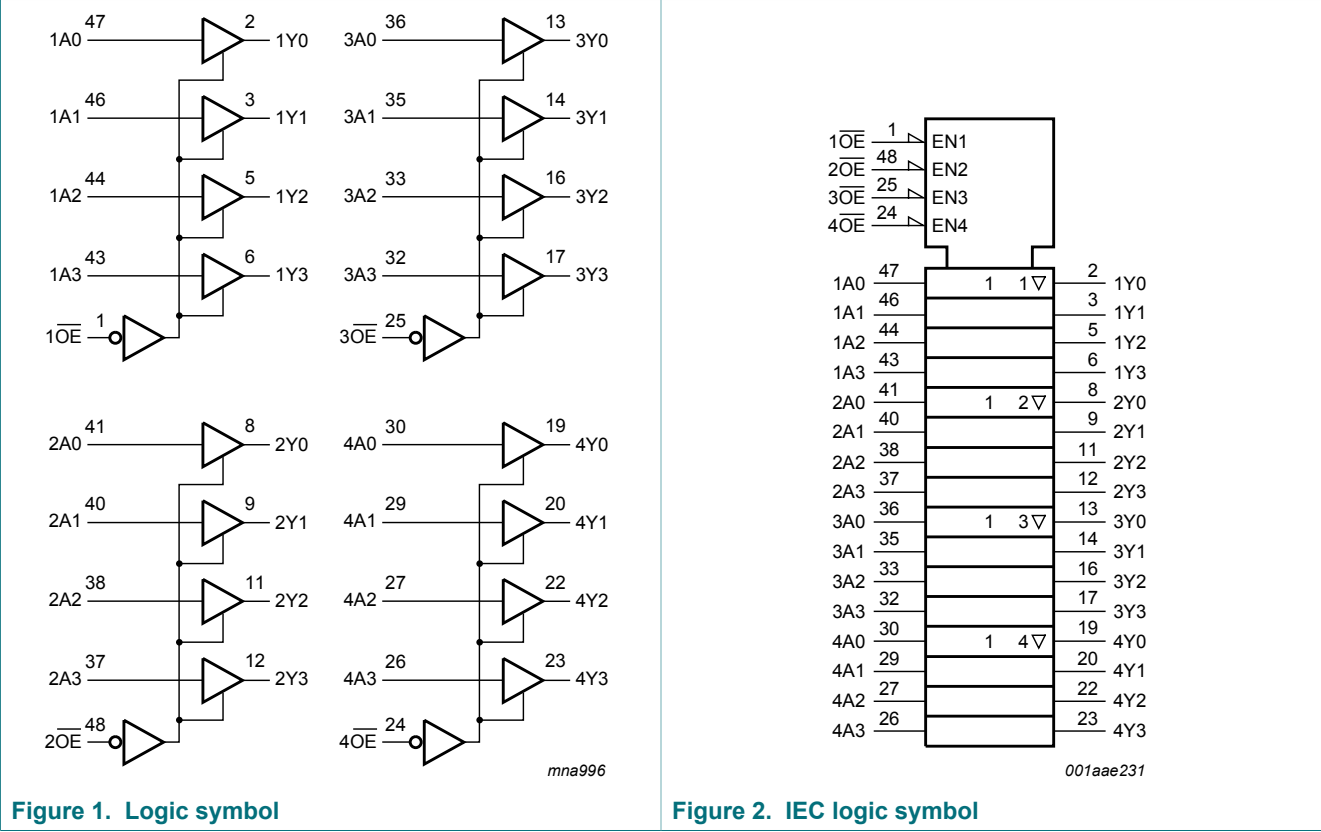 47 2 36 13
1A0 1Y0 3A0 3Y0
46 3 35 14
1A1 1Y1 3A1 3Y1
44 5 33 16
1A2 1Y2 3A2 3Y2
43 6 32 17
1A3 1Y3 3A3 3Y3
1O̅E̅ 1 3O̅E̅ 25
41 8 30 19
2A0 2Y0 4A0 4Y0
40 9 29 20
2A1 2Y1 4A1 4Y1
38 11 27 22
2A2 2Y2 4A2 4Y2
37 12 26 23
2A3 2Y3 4A3 4Y3
2O̅E̅ 48 4O̅E̅ 24
mna996
Figure 1. Logic symbol
1O̅E̅ 1 EN1
2O̅E̅ 48 EN2
3O̅E̅ 25 EN3
4O̅E̅ 24 EN4
1A0 47 1 1▽ 2 1Y0
1A1 46 3 1Y1
1A2 44 5 1Y2
1A3 43 6 1Y3
2A0 41 1 2▽ 8 2Y0
2A1 40 9 2Y1
2A2 38 11 2Y2
2A3 37 12 2Y3
3A0 36 1 3▽ 13 3Y0
3A1 35 14 3Y1
3A2 33 16 3Y2
3A3 32 17 3Y3
4A0 30 1 4▽ 19 4Y0
4A1 29 20 4Y1
4A2 27 22 4Y2
4A3 26 23 4Y3
001aae231
Figure 2. IEC logic symbol